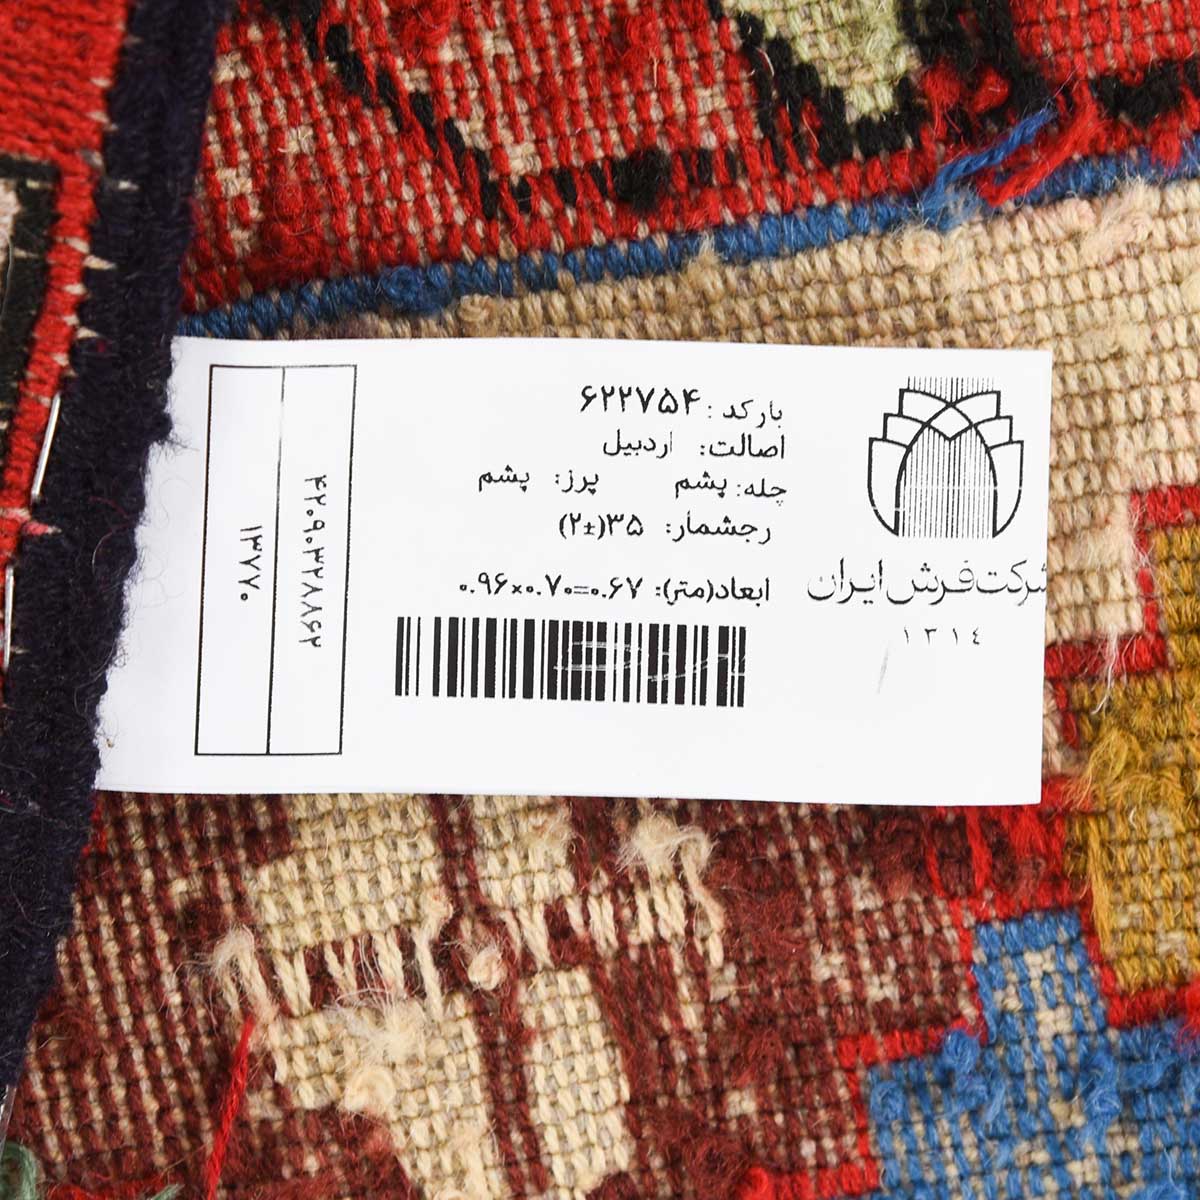 بارکد: ۶۲۲۷۵۴
اصالت: اردبیل
چله: پشم پرز: پشم
رجشمار: ۳۵(±۲)
ابعاد(متر): ۰.۹۶×۰.۷۰=۰.۶۷
شرکت فرش ایران
۱۳۱۴
۴۲۰۹۰۳۲۸۸۶۲
۱۳۷۷۰